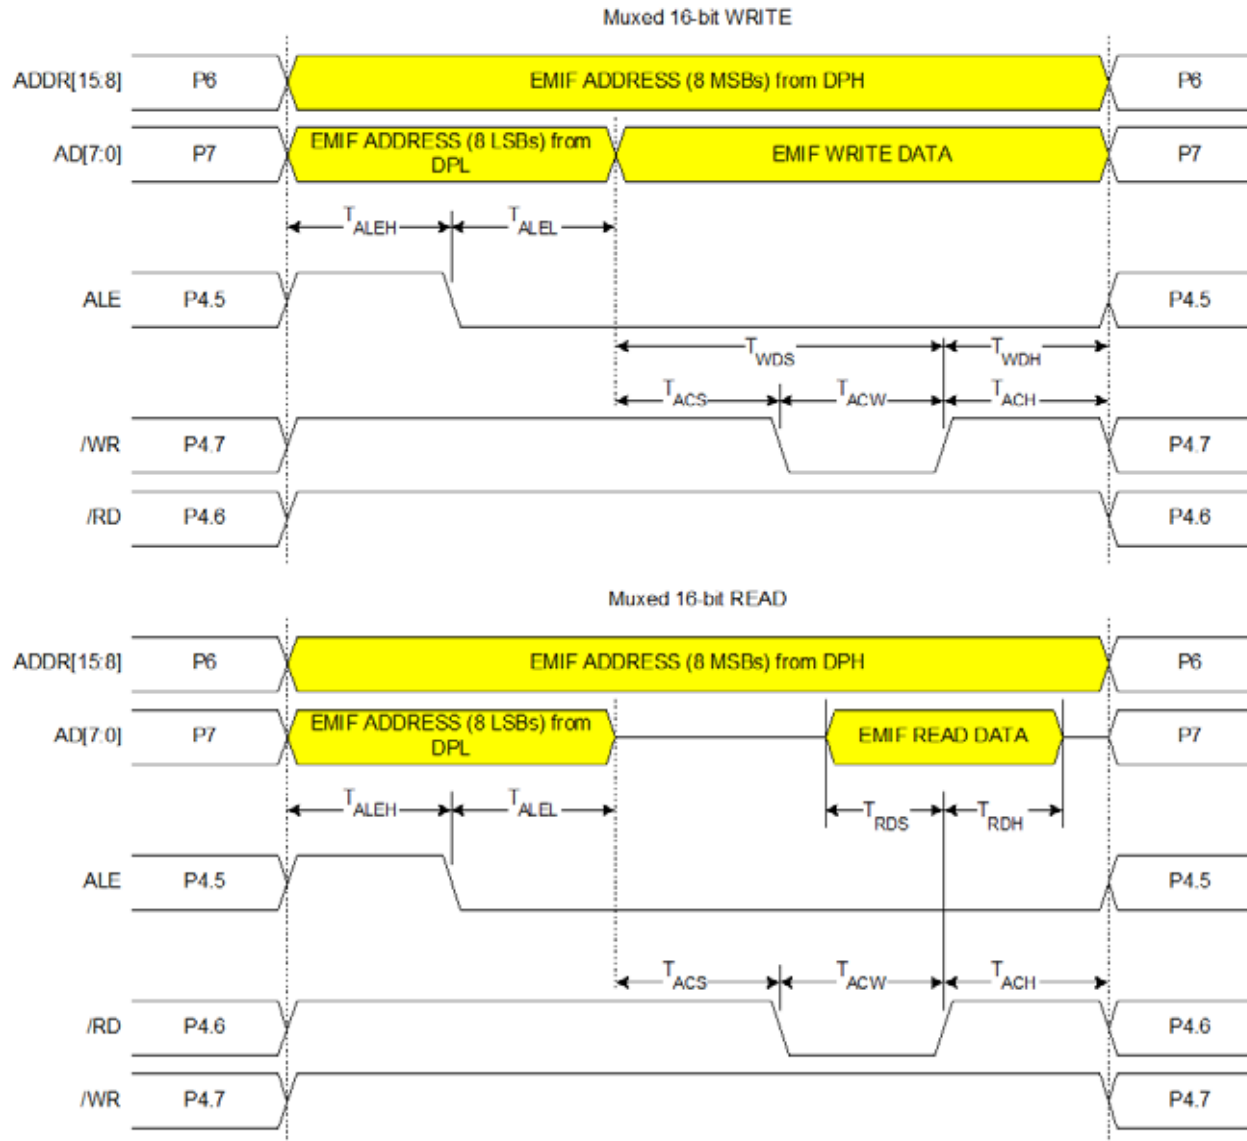 Muxed 16-bit WRITE
ADDR[15:8] P6 EMIF ADDRESS (8 MSBs) from DPH P6
AD[7:0] P7 EMIF ADDRESS (8 LSBs) from DPL EMIF WRITE DATA P7
TALEH TALEL
ALE P4.5 P4.5
TWDS TWDH
TACS TACW TACH
/WR P4.7 P4.7
/RD P4.6 P4.6
Muxed 16-bit READ
ADDR[15:8] P6 EMIF ADDRESS (8 MSBs) from DPH P6
AD[7:0] P7 EMIF ADDRESS (8 LSBs) from DPL EMIF READ DATA P7
TALEH TALEL TRDS TRDH
ALE P4.5 P4.5
TACS TACW TACH
/RD P4.6 P4.6
/WR P4.7 P4.7